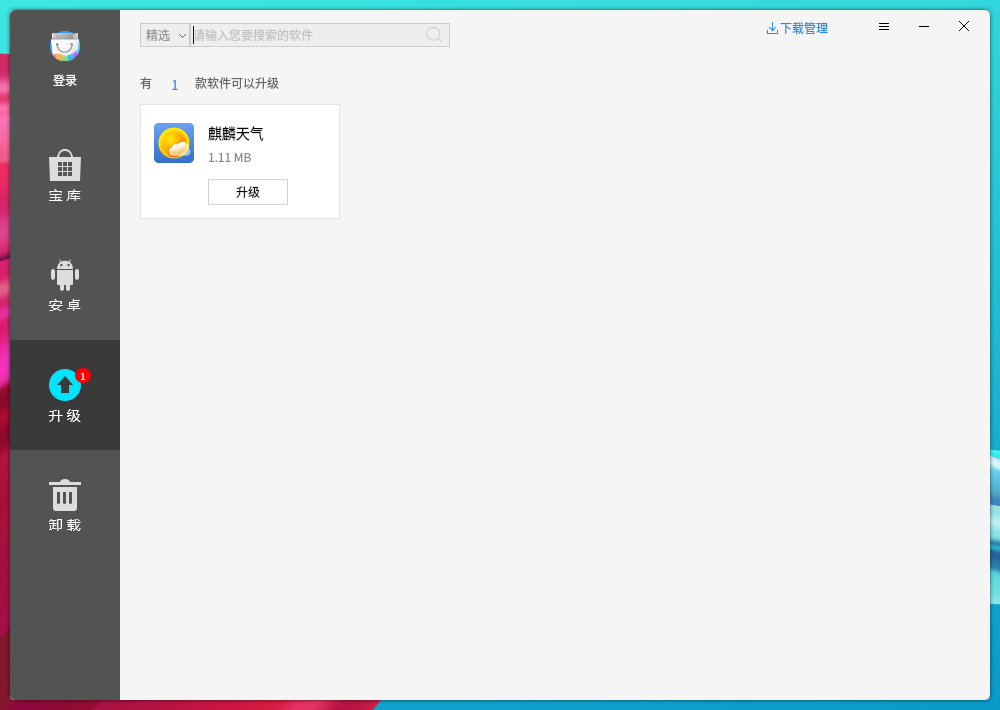 登录
宝库
安卓
1
升级
卸载
精选
请输入您要搜索的软件
下载管理
有 1 款软件可以升级
麒麟天气
1.11 MB
升级